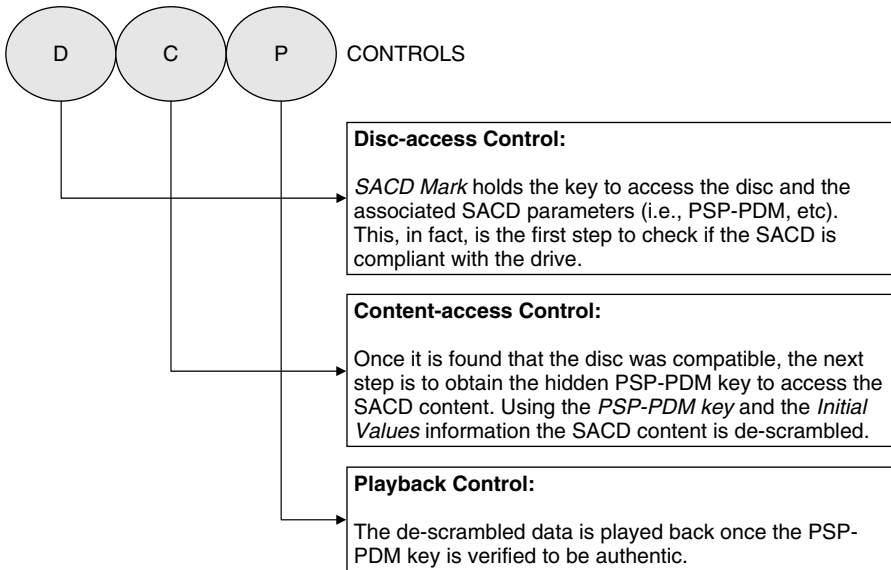 D C P CONTROLS
Disc-access Control:
SACD Mark holds the key to access the disc and the
associated SACD parameters (i.e., PSP-PDM, etc).
This, in fact, is the first step to check if the SACD is
compliant with the drive.
Content-access Control:
Once it is found that the disc was compatible, the next
step is to obtain the hidden PSP-PDM key to access the
SACD content. Using the PSP-PDM key and the Initial
Values information the SACD content is de-scrambled.
Playback Control:
The de-scrambled data is played back once the PSP-
PDM key is verified to be authentic.